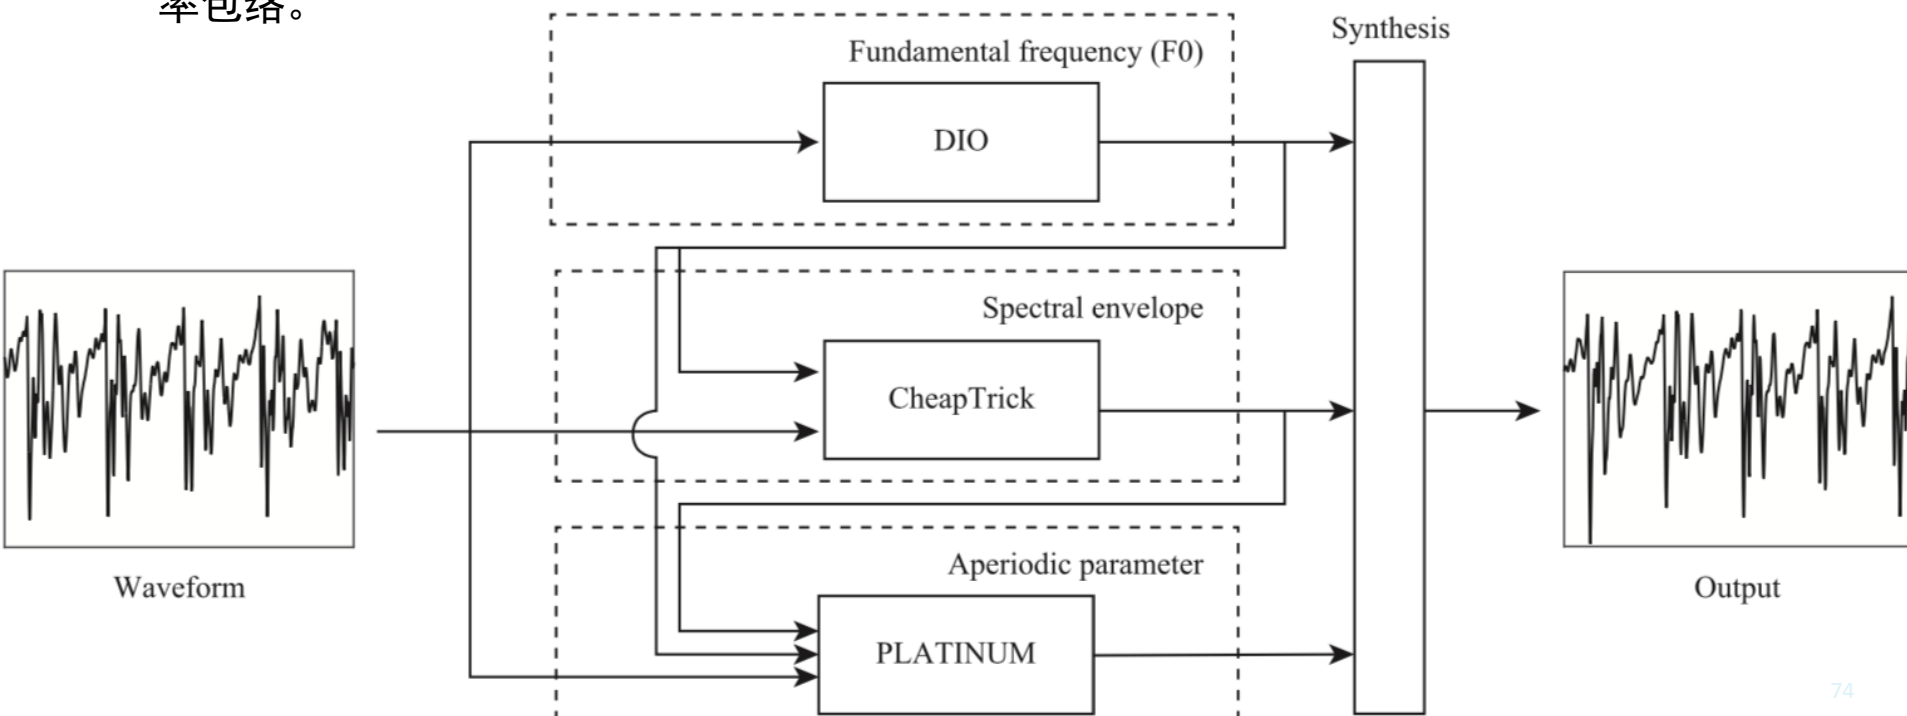 率包络。
Synthesis
Fundamental frequency (F0)
DIO
Spectral envelope
CheapTrick
Aperiodic parameter
Waveform
Output
PLATINUM
74